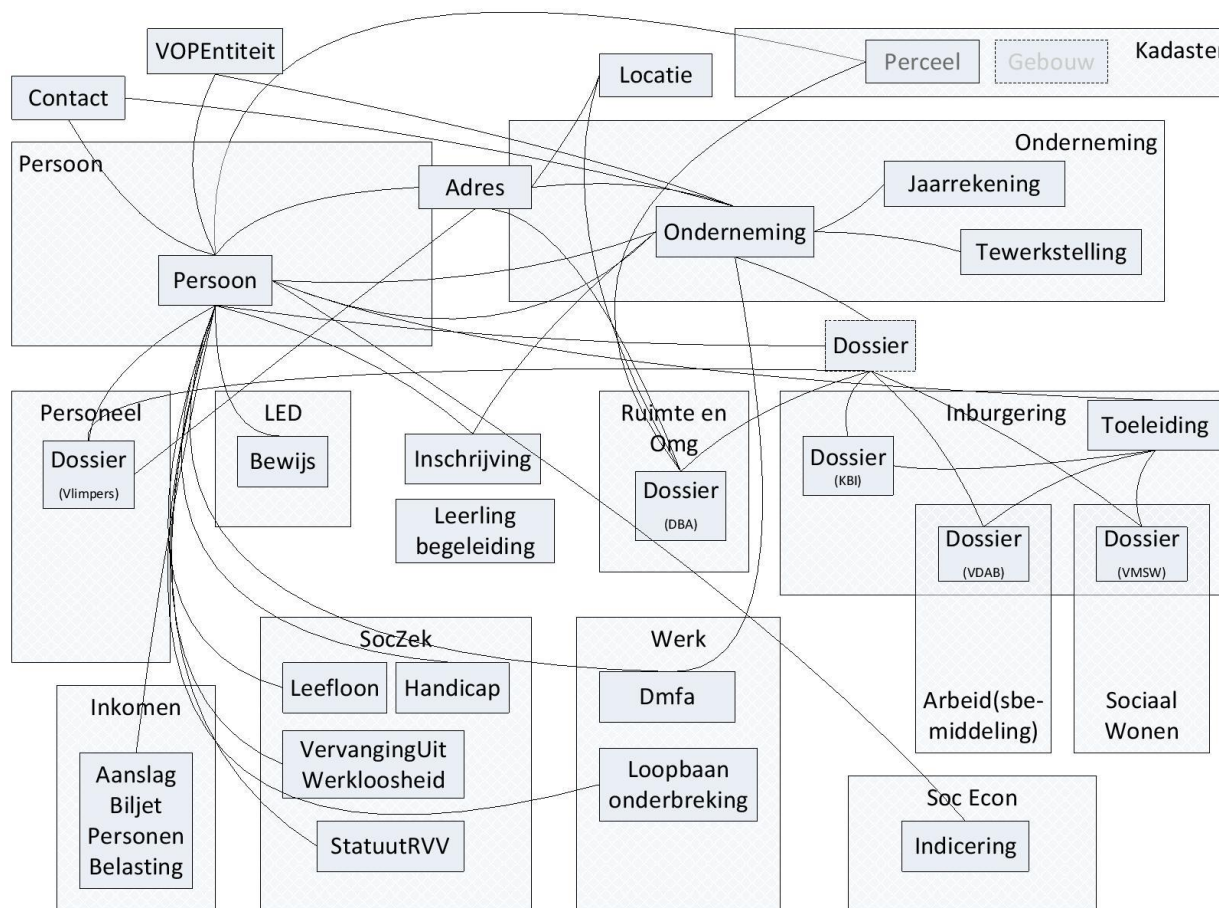 VOPEntiteit
Contact
Locatie
Perceel
Gebouw
Kadaster
Persoon
Adres
Onderneming
Jaarrekening
Onderneming
Tewerkstelling
Persoon
Dossier
Personeel
Dossier
(Vlimpers)
LED
Bewijs
Inschrijving
Leerling
begeleiding
Ruimte en
Omg
Dossier
(DBA)
Inburgering
Toeleiding
Dossier
(KBI)
Dossier
(VDAB)
Dossier
(VMSW)
Arbeid(sbe-
middeling)
Sociaal
Wonen
SocZek
Leefloon
Handicap
VervangingUit
Werkloosheid
StatuutRVV
Werk
Dmfa
Loopbaan
onderbreking
Inkomen
Aanslag
Biljet
Personen
Belasting
Soc Econ
Indicering